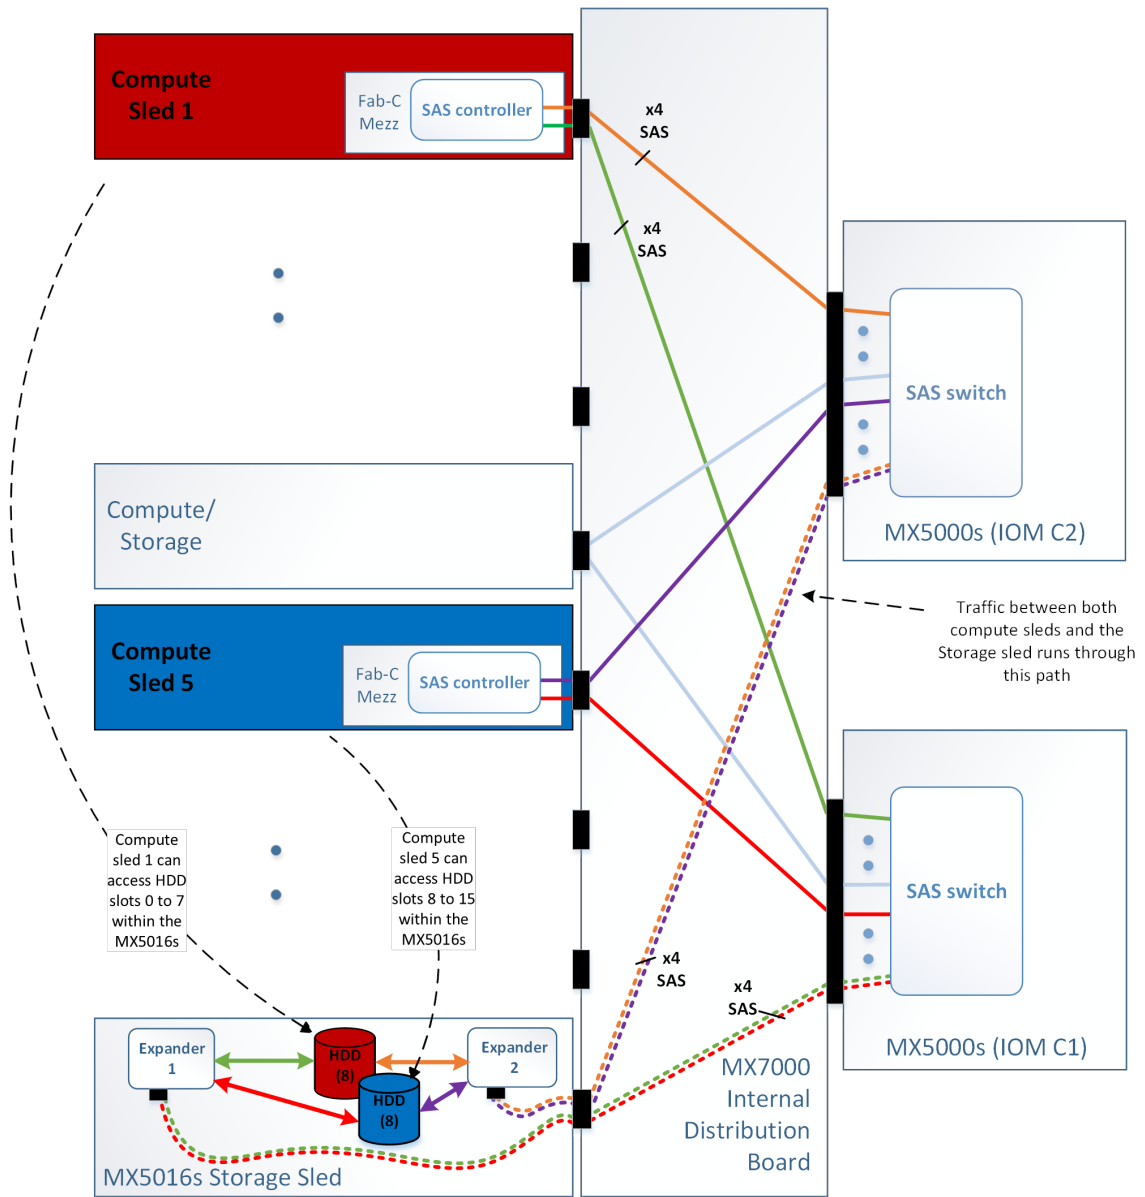 Compute
Sled 1
Fab-C
Mezz
SAS controller
x4
SAS
x4
SAS
SAS switch
MX5000s (IOM C2)
Compute/
Storage
Traffic between both
compute sleds and the
Storage sled runs through
this path
Compute
Sled 5
Fab-C
Mezz
SAS controller
Compute
sled 1 can
access HDD
slots 0 to 7
within the
MX5016s
Compute
sled 5 can
access HDD
slots 8 to 15
within the
MX5016s
SAS switch
x4
SAS
x4
SAS
MX5000s (IOM C1)
Expander
1
HDD
(8)
HDD
(8)
Expander
2
MX7000
Internal
Distribution
Board
MX5016s Storage Sled